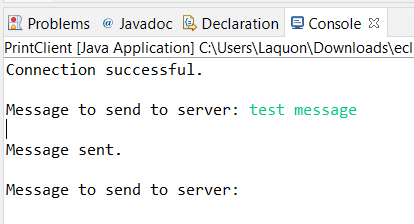 Problems @ Javadoc Declaration Console
PrintClient [Java Application] C:\Users\Laquon\Downloads\ecl
Connection successful.
Message to send to server: test message
Message sent.
Message to send to server: